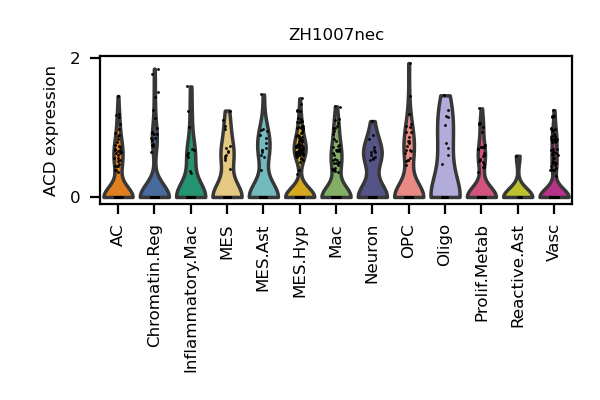 ZH1007nec
ACD expression
2
0
AC
Chromatin.Reg
Inflammatory.Mac
MES
MES.Ast
MES.Hyp
Mac
Neuron
OPC
Oligo
Prolif.Metab
Reactive.Ast
Vasc